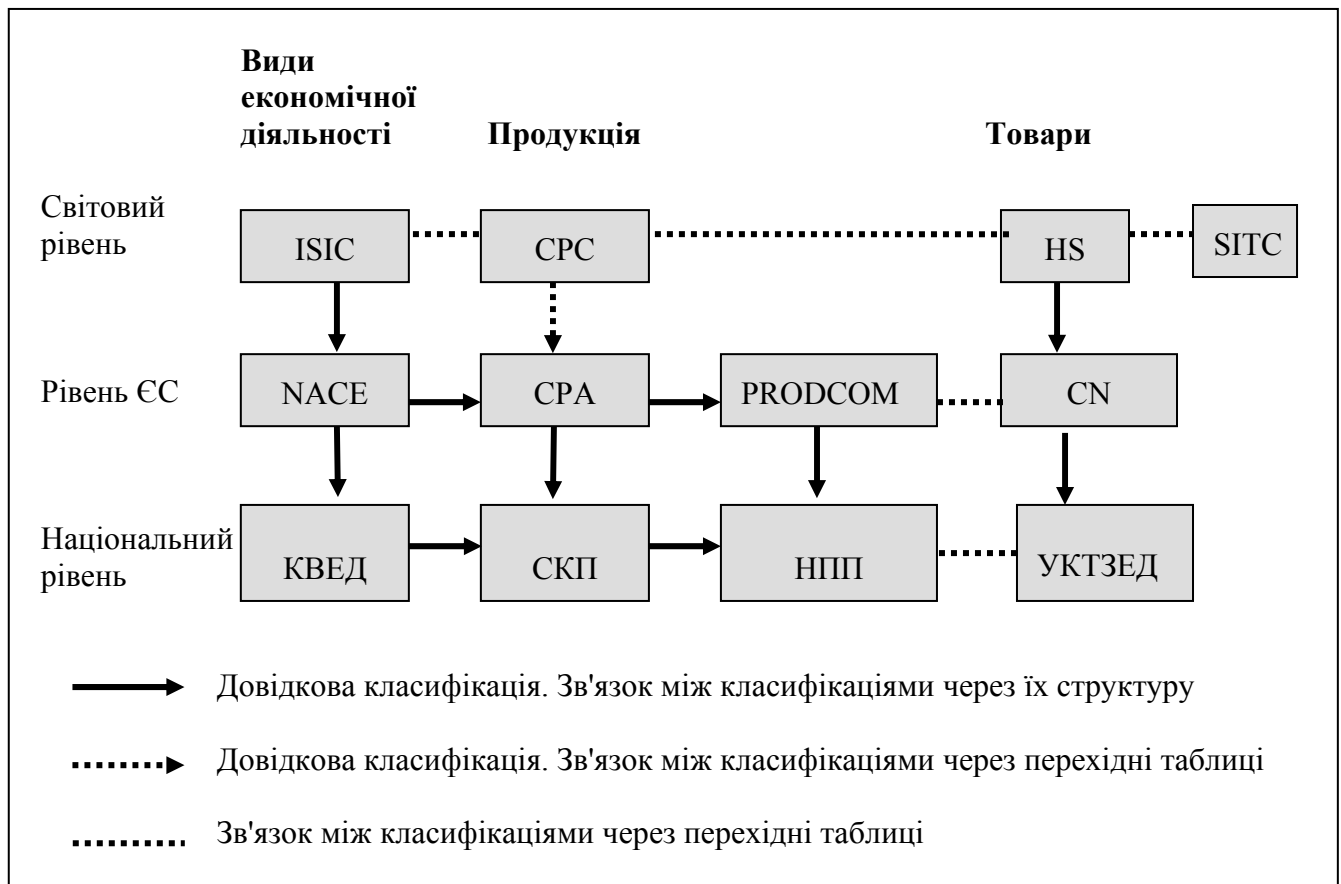 Види
економічної
діяльності
Продукція
Товари
Світовий
рівень
ISIC
CPC
HS
SITC
Рівень ЄС
NACE
CPA
PRODCOM
CN
Національний
рівень
КВЕД
СКП
НПП
УКТЗЕД
Довідкова класифікація. Зв'язок між класифікаціями через їх структуру
Довідкова класифікація. Зв'язок між класифікаціями через перехідні таблиці
Зв'язок між класифікаціями через перехідні таблиці